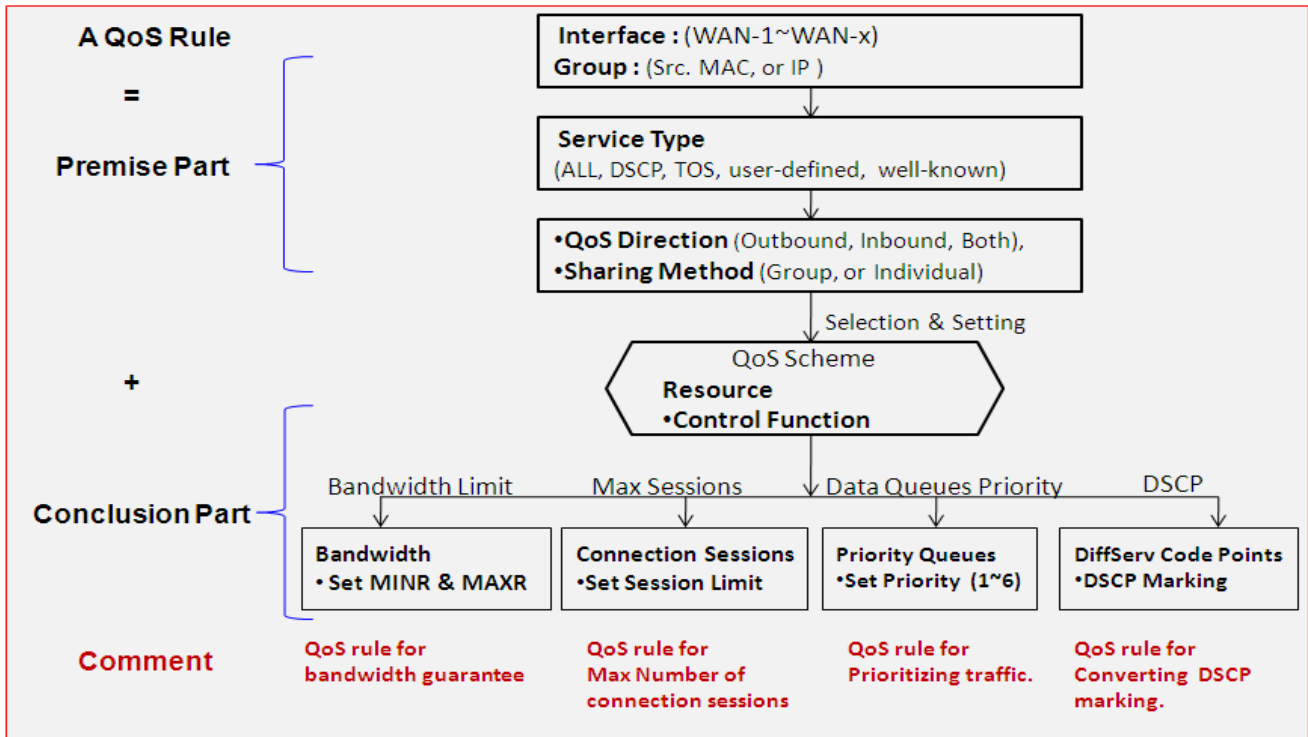 A QoS Rule
=
Premise Part
+
Conclusion Part
Comment
Interface : (WAN-1~WAN-x)
Group : (Src. MAC, or IP )
Service Type
(ALL, DSCP, TOS, user-defined, well-known)
•QoS Direction (Outbound, Inbound, Both),
•Sharing Method (Group, or Individual)
Selection & Setting
QoS Scheme
Resource
•Control Function
Bandwidth Limit
Max Sessions
Data Queues Priority
DSCP
Bandwidth
• Set MINR & MAXR
Connection Sessions
•Set Session Limit
Priority Queues
•Set Priority (1~6)
DiffServ Code Points
•DSCP Marking
QoS rule for
bandwidth guarantee
QoS rule for
Max Number of
connection sessions
QoS rule for
Prioritizing traffic.
QoS rule for
Converting DSCP
marking.